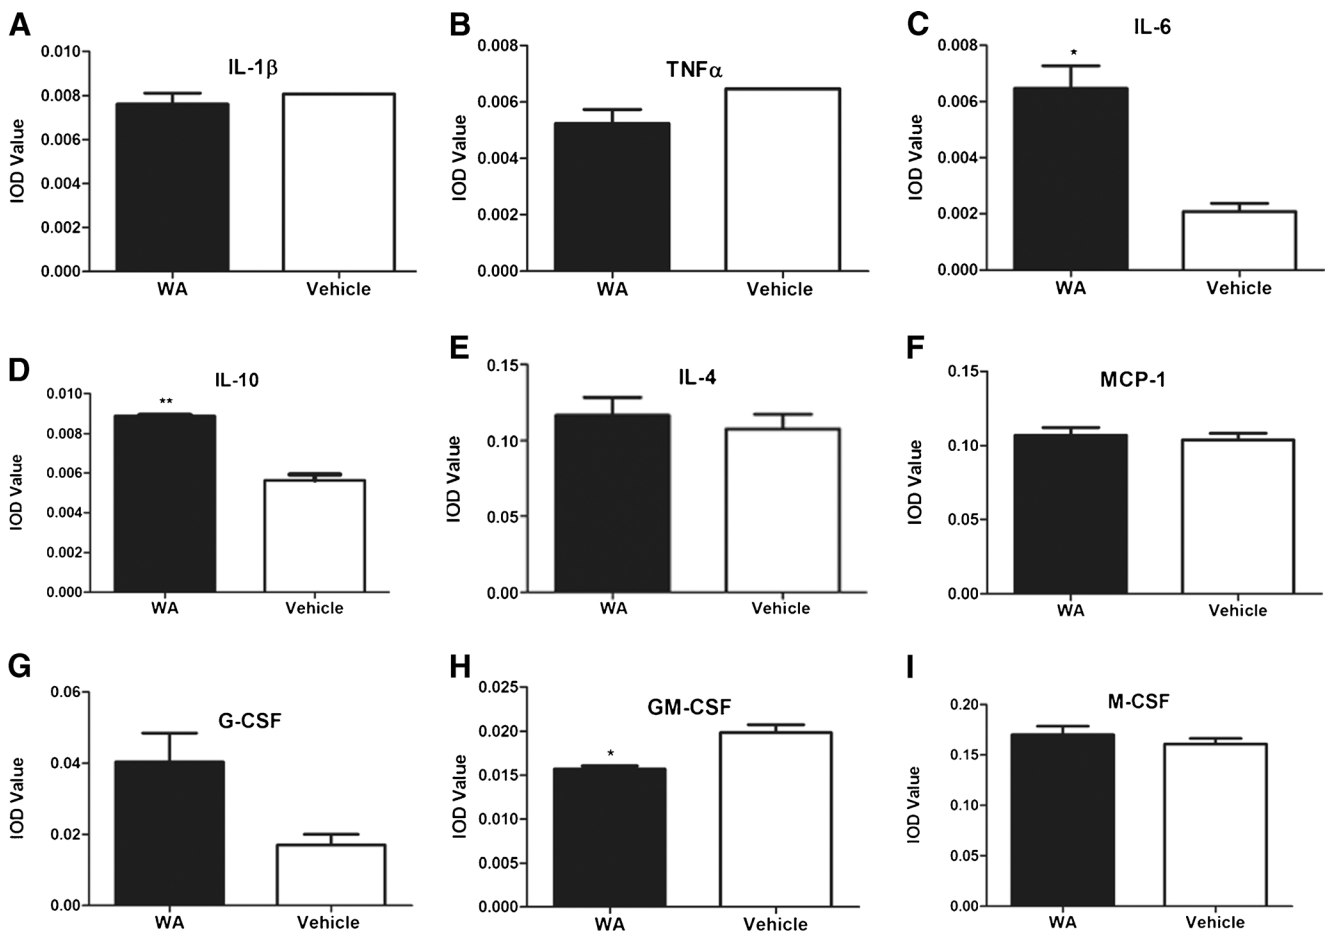 A
IL-1β
IOD Value
0.010
0.008
0.006
0.004
0.002
0.000
WA Vehicle
B
TNFα
IOD Value
0.008
0.006
0.004
0.002
0.000
WA Vehicle
C
IL-6
IOD Value
0.008
0.006
0.004
0.002
0.000
*
WA Vehicle
D
IL-10
IOD Value
0.010
0.008
0.006
0.004
0.002
0.000
**
WA Vehicle
E
IL-4
IOD Value
0.15
0.10
0.05
0.00
WA Vehicle
F
MCP-1
IOD Value
0.15
0.10
0.05
0.00
WA Vehicle
G
G-CSF
IOD Value
0.06
0.04
0.02
0.00
WA Vehicle
H
GM-CSF
IOD Value
0.025
0.020
0.015
0.010
0.005
0.000
*
WA Vehicle
I
M-CSF
IOD Value
0.20
0.15
0.10
0.05
0.00
WA Vehicle